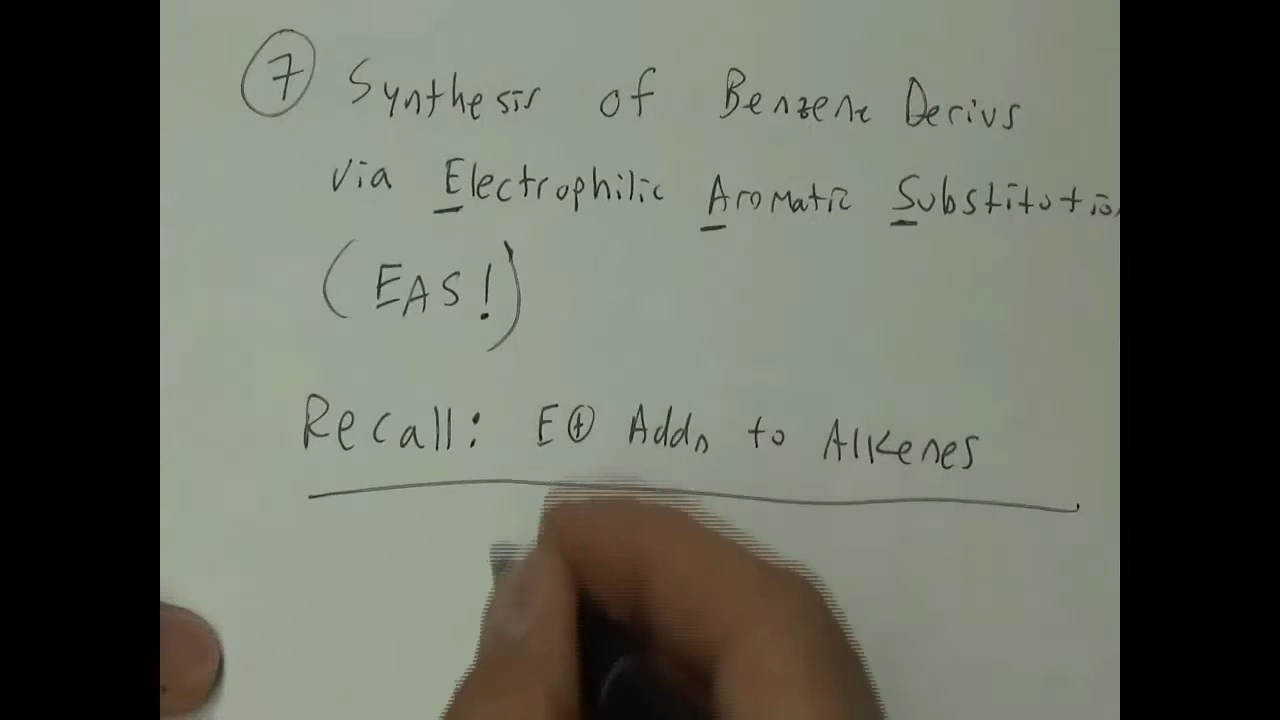 ⑦ Synthesis of Benzene Derivs
via Electrophilic Aromatic Substitution
(EAS!)
Recall: E⊕ Addn to Alkenes